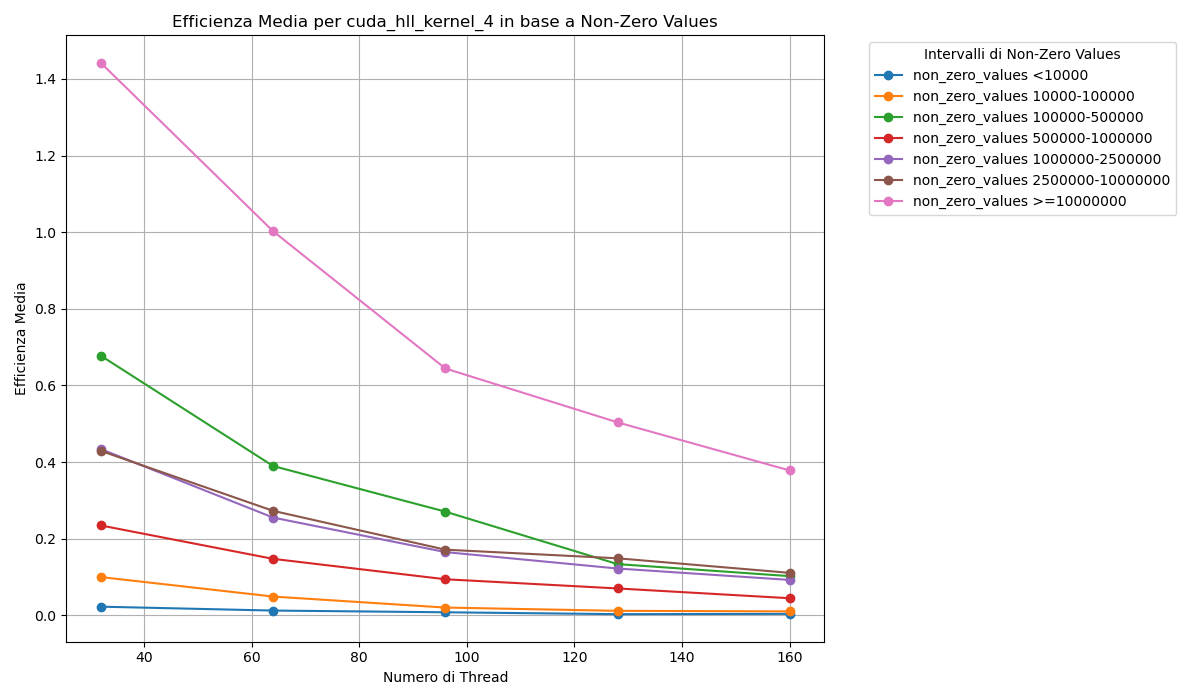 Efficienza Media per cuda_hll_kernel_4 in base a Non-Zero Values
Efficienza Media
1.4
1.2
1.0
0.8
0.6
0.4
0.2
0.0
40 60 80 100 120 140 160
Numero di Thread
Intervalli di Non-Zero Values
non_zero_values <10000
non_zero_values 10000-100000
non_zero_values 100000-500000
non_zero_values 500000-1000000
non_zero_values 1000000-2500000
non_zero_values 2500000-10000000
non_zero_values >=10000000